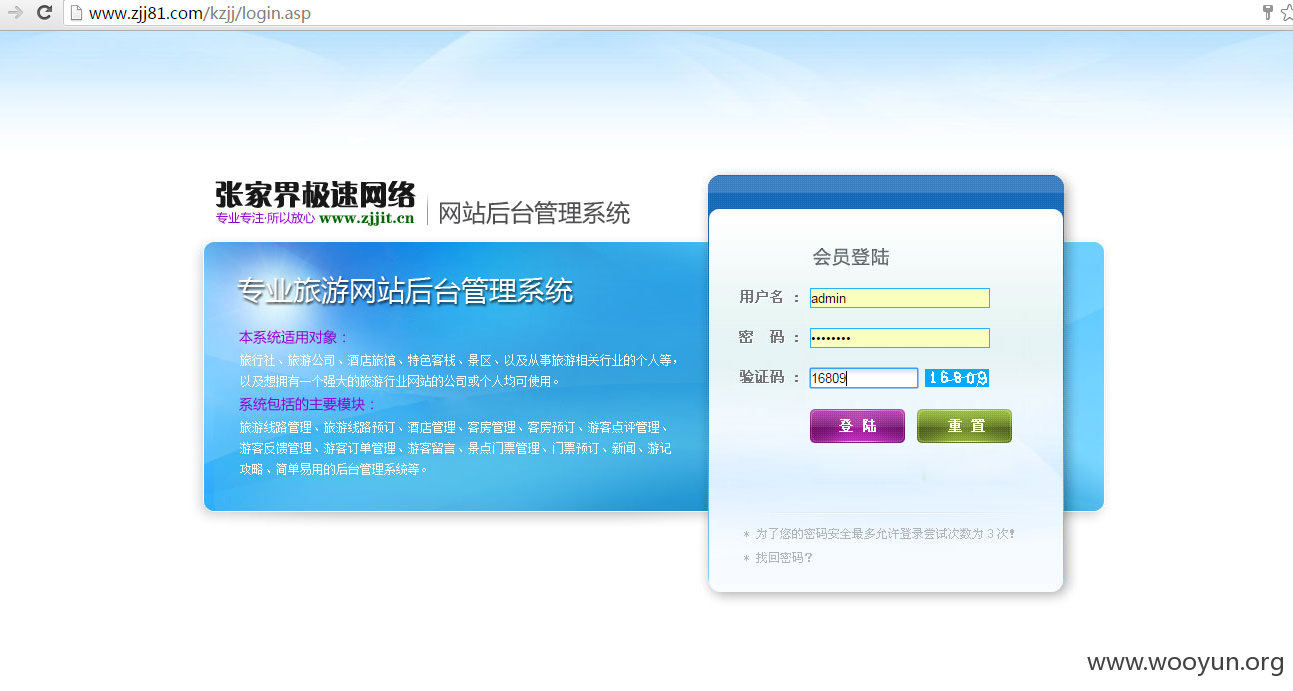 www.zjj81.com/kzjj/login.asp
张家界极速网络
专业专注·所以放心 www.zjjit.cn
网站后台管理系统
专业旅游网站后台管理系统
本系统适用对象：
旅行社、旅游公司、酒店旅馆、特色客栈、景区、以及从事旅游相关行业的个人等，
以及想拥有一个强大的旅游行业网站的公司或个人均可使用。
系统包括的主要模块：
旅游线路管理、旅游线路预订、酒店管理、客房管理、客房预订、游客点评管理、
游客反馈管理、游客订单管理、游客留言、景点门票管理、门票预订、新闻、游记
攻略、简单易用的后台管理系统等。
会员登陆
用户名 ： admin
密 码 ： ••••••••
验证码 ： 16809 16809
登 陆 重 置
* 为了您的密码安全最多允许登录尝试次数为 3 次!
* 找回密码?
www.wooyun.org